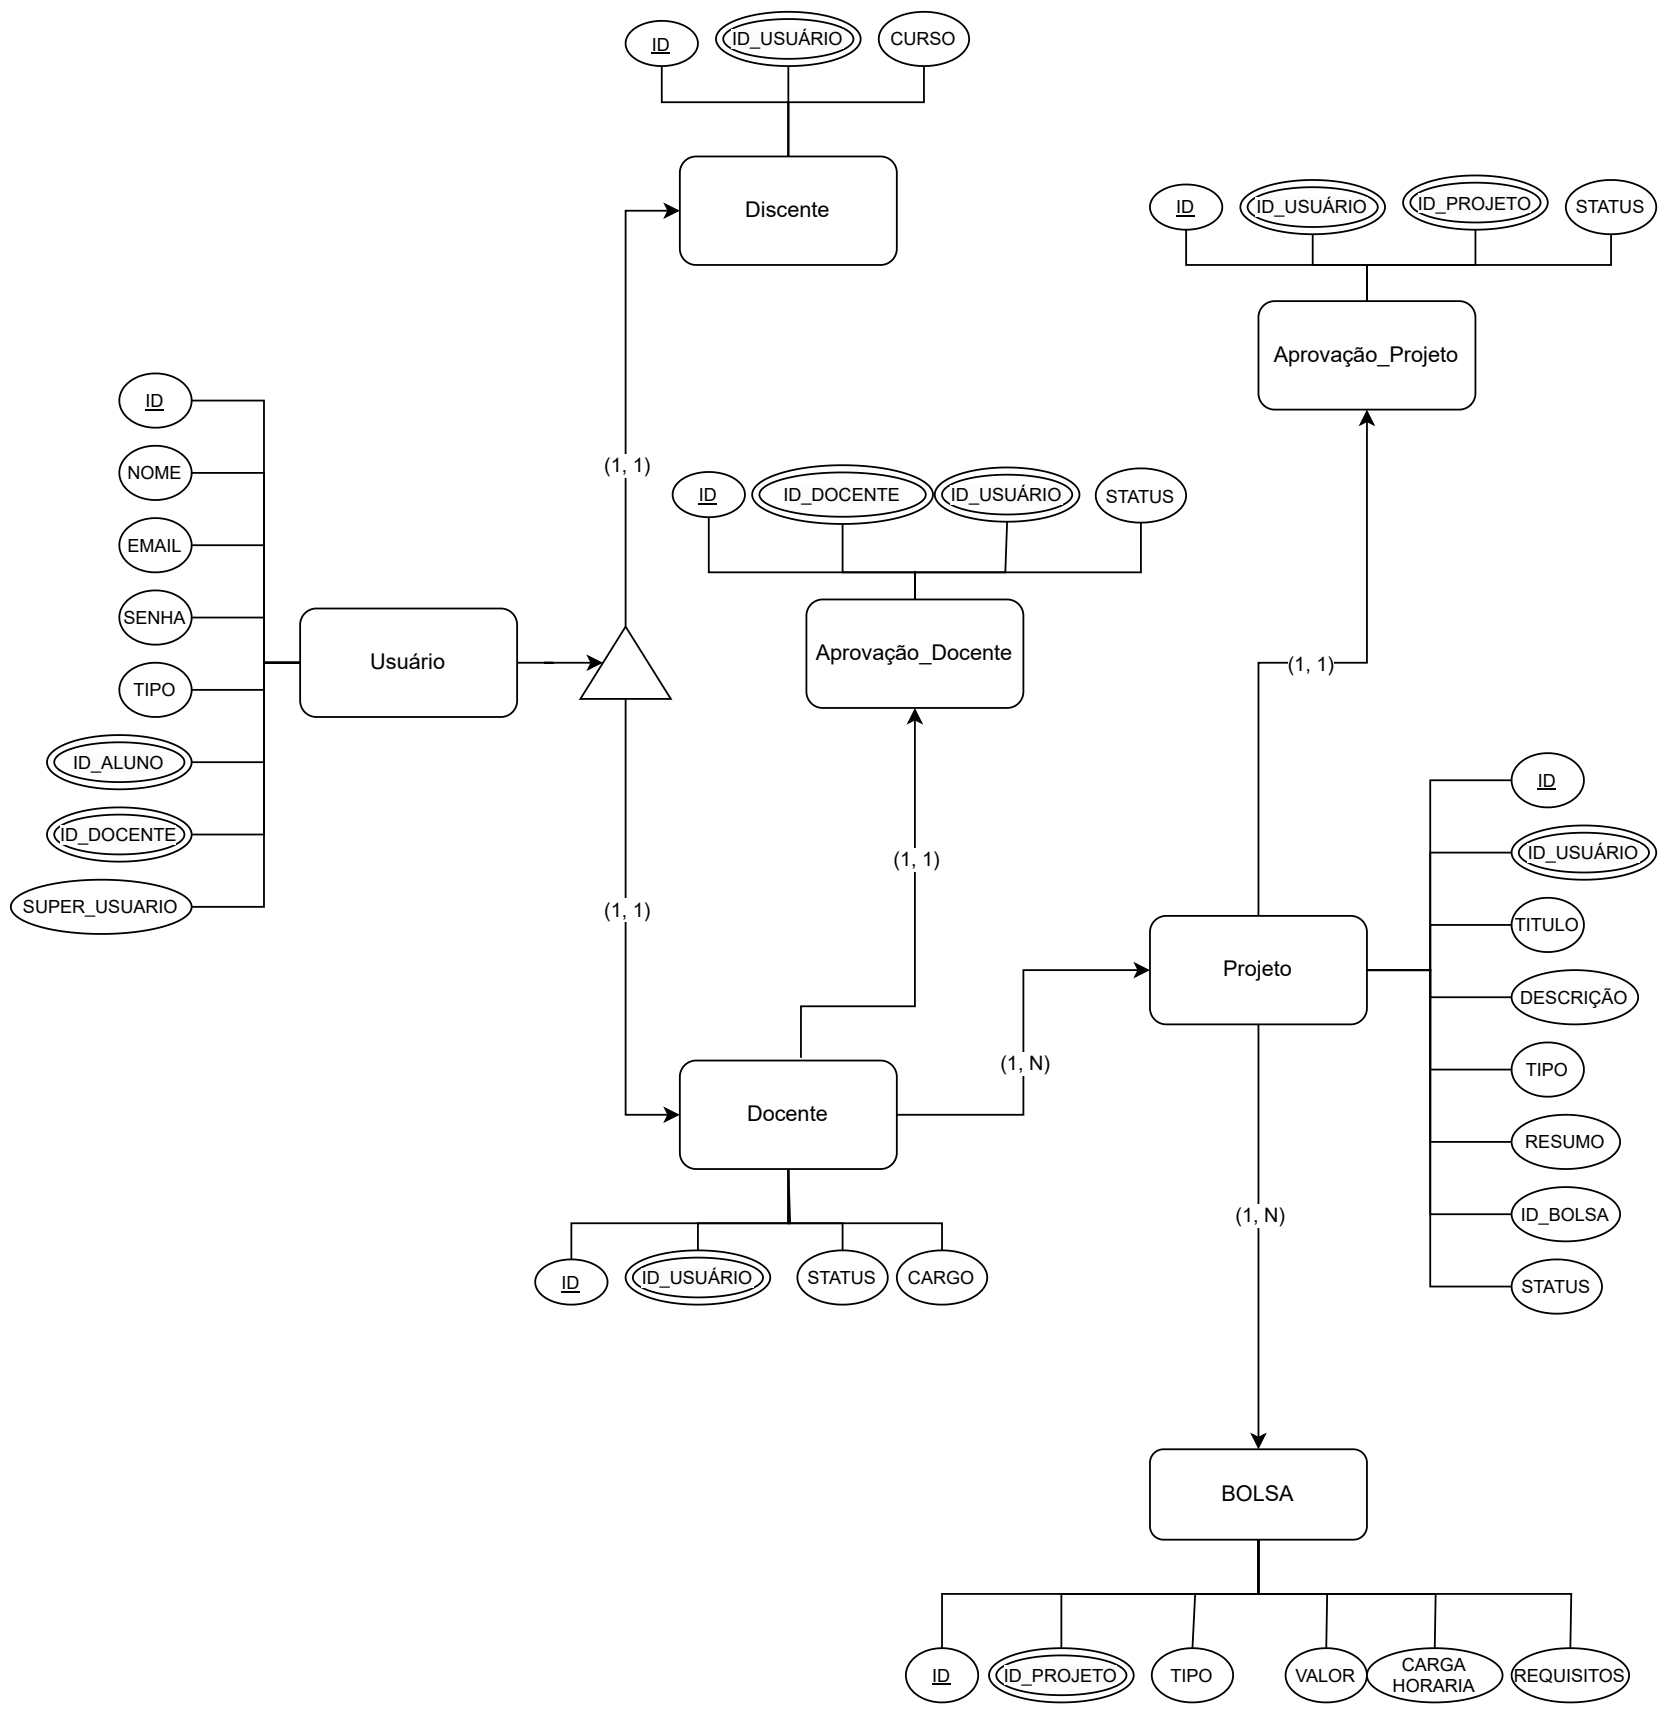 ID
ID_USUÁRIO
CURSO
Discente
ID
ID_USUÁRIO
ID_PROJETO
STATUS
Aprovação_Projeto
ID
NOME
EMAIL
SENHA
TIPO
ID_ALUNO
ID_DOCENTE
SUPER_USUARIO
Usuário
(1, 1)
(1, 1)
ID
ID_DOCENTE
ID_USUÁRIO
STATUS
Aprovação_Docente
(1, 1)
(1, 1)
Docente
ID
ID_USUÁRIO
STATUS
CARGO
(1, N)
Projeto
ID
ID_USUÁRIO
TITULO
DESCRIÇÃO
TIPO
RESUMO
ID_BOLSA
STATUS
(1, N)
BOLSA
ID
ID_PROJETO
TIPO
VALOR
CARGA
HORARIA
REQUISITOS